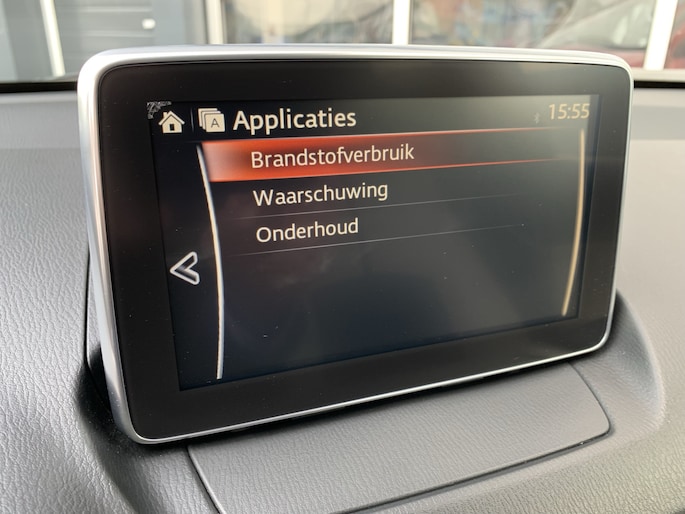 A Applicaties 15:55
Brandstofverbruik
Waarschuwing
Onderhoud